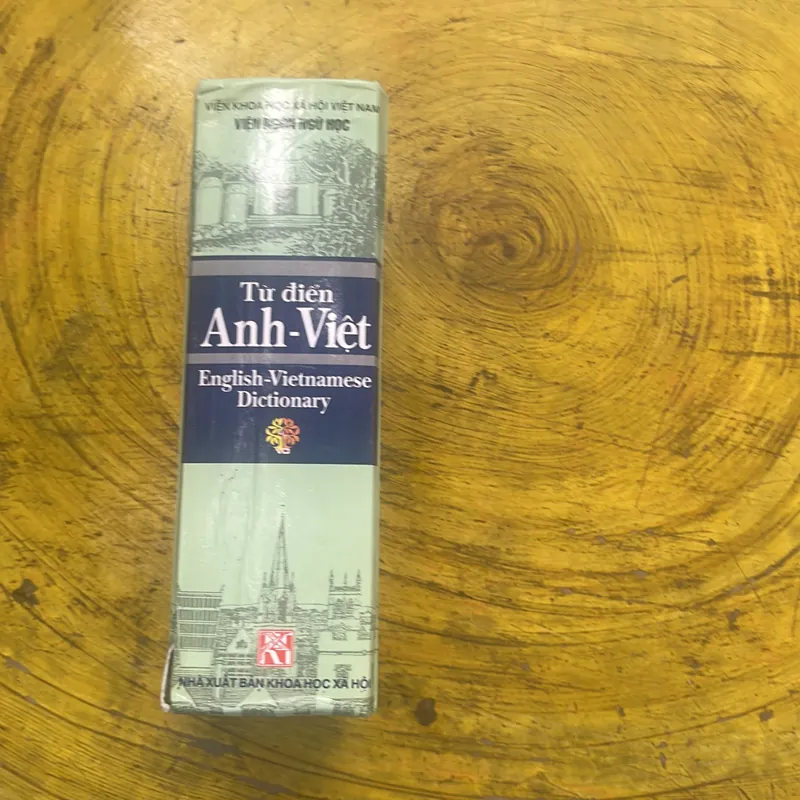 VIỆN KHOA HỌC XÃ HỘI VIỆT NAM
VIỆN NGÔN NGỮ HỌC
Từ điển
Anh-Việt
English-Vietnamese
Dictionary
NHÀ XUẤT BẢN KHOA HỌC XÃ HỘI